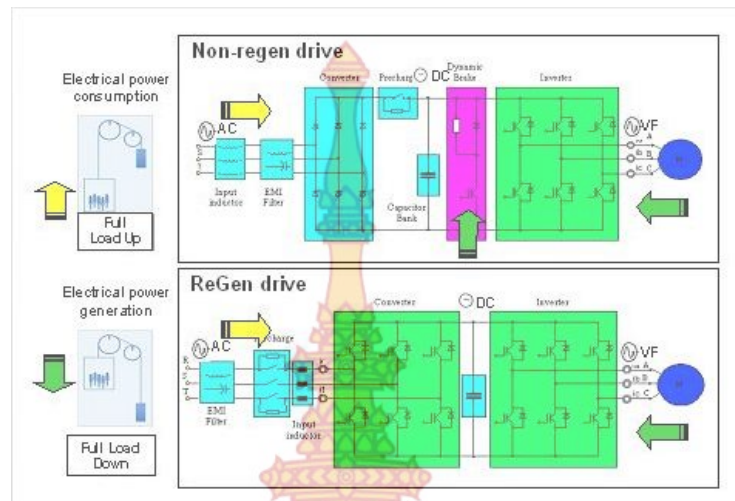 Electrical power
consumption
Full
Load Up
Non-regen drive
Converter
Precharg
DC
Dynamic
Brake
Inverter
AC
Input
inductor
EMI
Filter
Capacitor
Bank
VF
A
B
C
Electrical power
generation
Full Load
Down
ReGen drive
Converter
DC
Inverter
AC
EMI
Filter
Input
inductor
VF
A
B
C